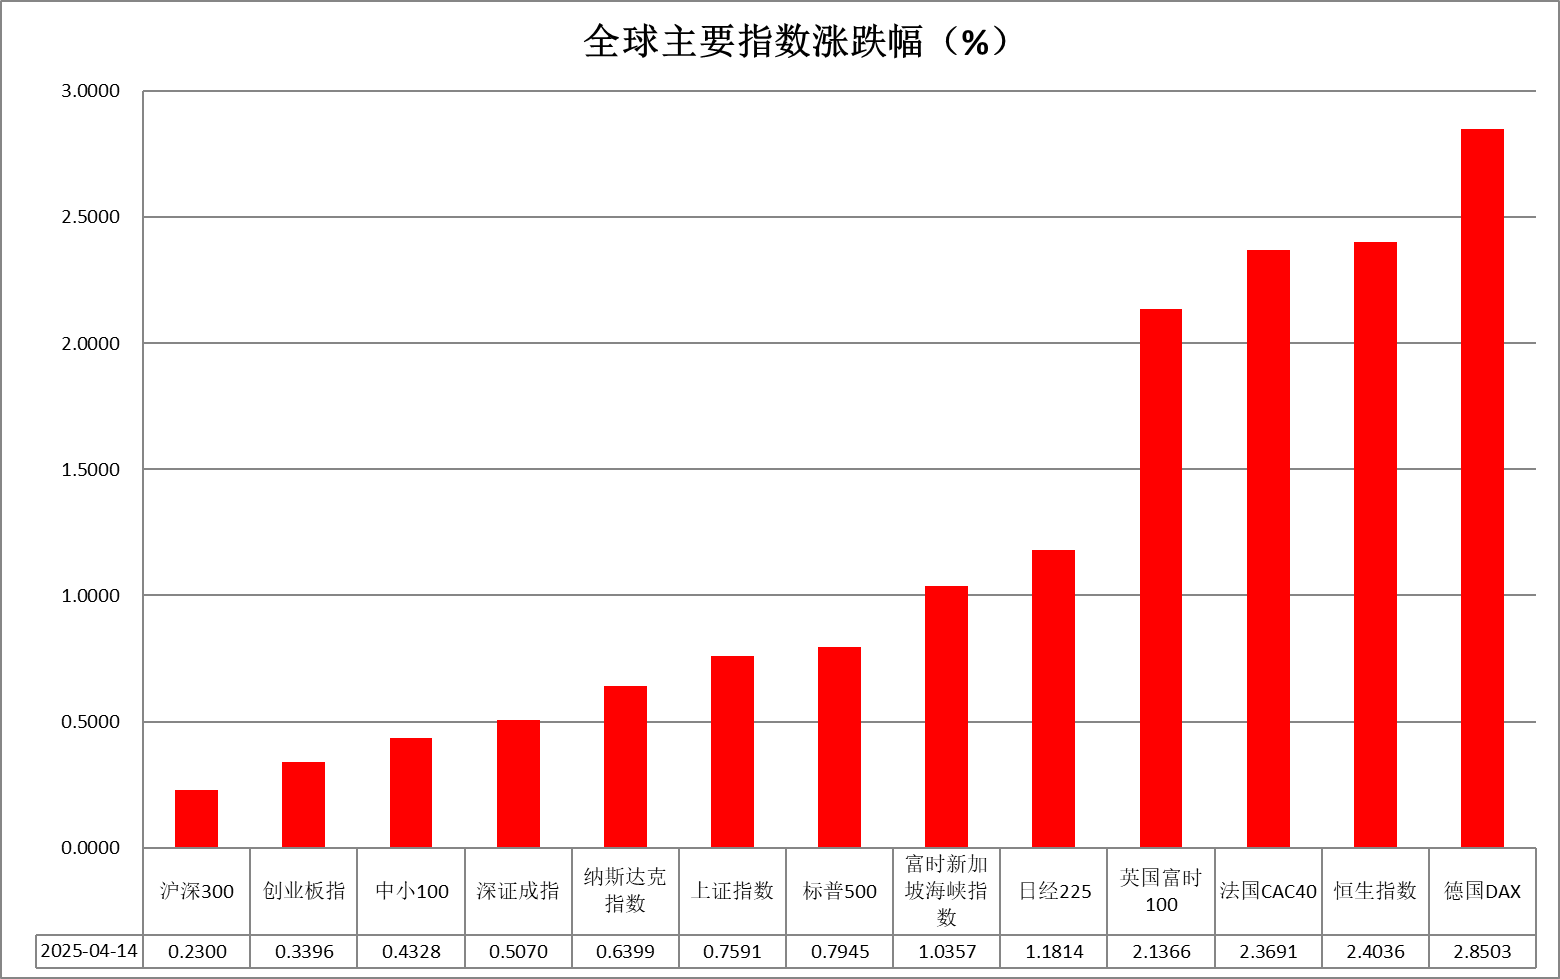 全球主要指数涨跌幅（%）
3.0000
2.5000
2.0000
1.5000
1.0000
0.5000
0.0000
沪深300 创业板指 中小100 深证成指 纳斯达克指数 上证指数 标普500 富时新加坡海峡指数 日经225 英国富时100 法国CAC40 恒生指数 德国DAX
2025-04-14 0.2300 0.3396 0.4328 0.5070 0.6399 0.7591 0.7945 1.0357 1.1814 2.1366 2.3691 2.4036 2.8503